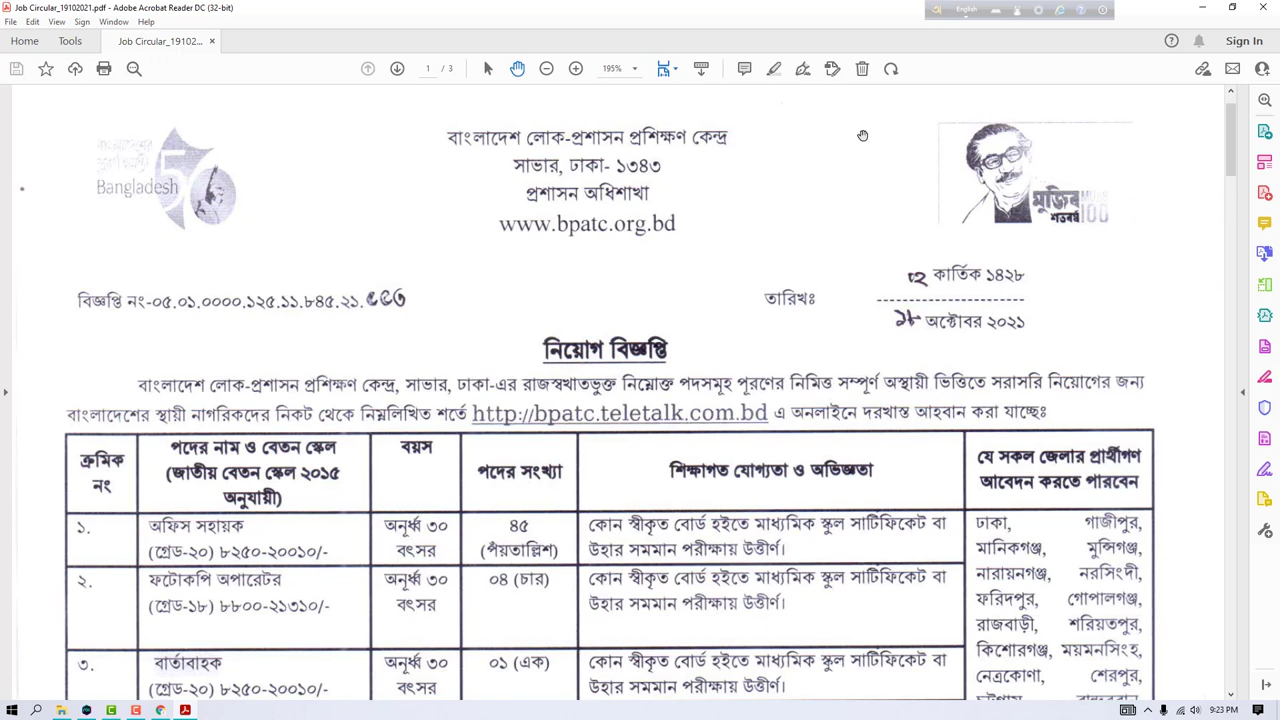 Job Circular_19102021.pdf - Adobe Acrobat Reader DC (32-bit)
English
File Edit View Sign Window Help
Home Tools Job Circular_19102... × Sign In
1 / 3 195%
বাংলাদেশ লোক-প্রশাসন প্রশিক্ষণ কেন্দ্র
সাভার, ঢাকা- ১৩৪৩
প্রশাসন অধিশাখা
www.bpatc.org.bd
50
Bangladesh
মুজিব
শতবর্ষ
100
০২ কার্তিক ১৪২৮
বিজ্ঞপ্তি নং-০৫.০১.০০০০.১২৫.১১.৮৪৫.২১.
তারিখঃ
১৮ অক্টোবর ২০২১
নিয়োগ বিজ্ঞপ্তি
বাংলাদেশ লোক-প্রশাসন প্রশিক্ষণ কেন্দ্র, সাভার, ঢাকা-এর রাজস্বখাতভুক্ত নিম্নোক্ত পদসমূহ পূরণের নিমিত্ত সম্পূর্ণ অস্থায়ী ভিত্তিতে সরাসরি নিয়োগের জন্য
বাংলাদেশের স্থায়ী নাগরিকদের নিকট থেকে নিম্নলিখিত শর্তে http://bpatc.teletalk.com.bd এ অনলাইনে দরখাস্ত আহবান করা যাচ্ছেঃ
ক্রমিক
নং
পদের নাম ও বেতন স্কেল
(জাতীয় বেতন স্কেল ২০১৫
অনুযায়ী)
বয়স
পদের সংখ্যা
শিক্ষাগত যোগ্যতা ও অভিজ্ঞতা
যে সকল জেলার প্রার্থীগণ
আবেদন করতে পারবেন
১.
অফিস সহায়ক
(গ্রেড-২০) ৮২৫০-২০০১০/-
অনূর্ধ্ব ৩০
বৎসর
৪৫
(পঁয়তাল্লিশ)
কোন স্বীকৃত বোর্ড হইতে মাধ্যমিক স্কুল সার্টিফিকেট বা
উহার সমমান পরীক্ষায় উত্তীর্ণ।
২.
ফটোকপি অপারেটর
(গ্রেড-১৮) ৮৮০০-২১৩১০/-
অনূর্ধ্ব ৩০
বৎসর
০৪ (চার)
কোন স্বীকৃত বোর্ড হইতে মাধ্যমিক স্কুল সার্টিফিকেট বা
উহার সমমান পরীক্ষায় উত্তীর্ণ।
৩.
বার্তাবাহক
(গ্রেড-২০) ৮২৫০-২০০১০/-
অনূর্ধ্ব ৩০
বৎসর
০১ (এক)
কোন স্বীকৃত বোর্ড হইতে মাধ্যমিক স্কুল সার্টিফিকেট বা
উহার সমমান পরীক্ষায় উত্তীর্ণ।
ঢাকা, গাজীপুর,
মানিকগঞ্জ, মুন্সিগঞ্জ,
নারায়নগঞ্জ, নরসিংদী,
ফরিদপুর, গোপালগঞ্জ,
রাজবাড়ী, শরিয়তপুর,
কিশোরগঞ্জ, ময়মনসিংহ,
নেত্রকোণা, শেরপুর,
9:23 PM